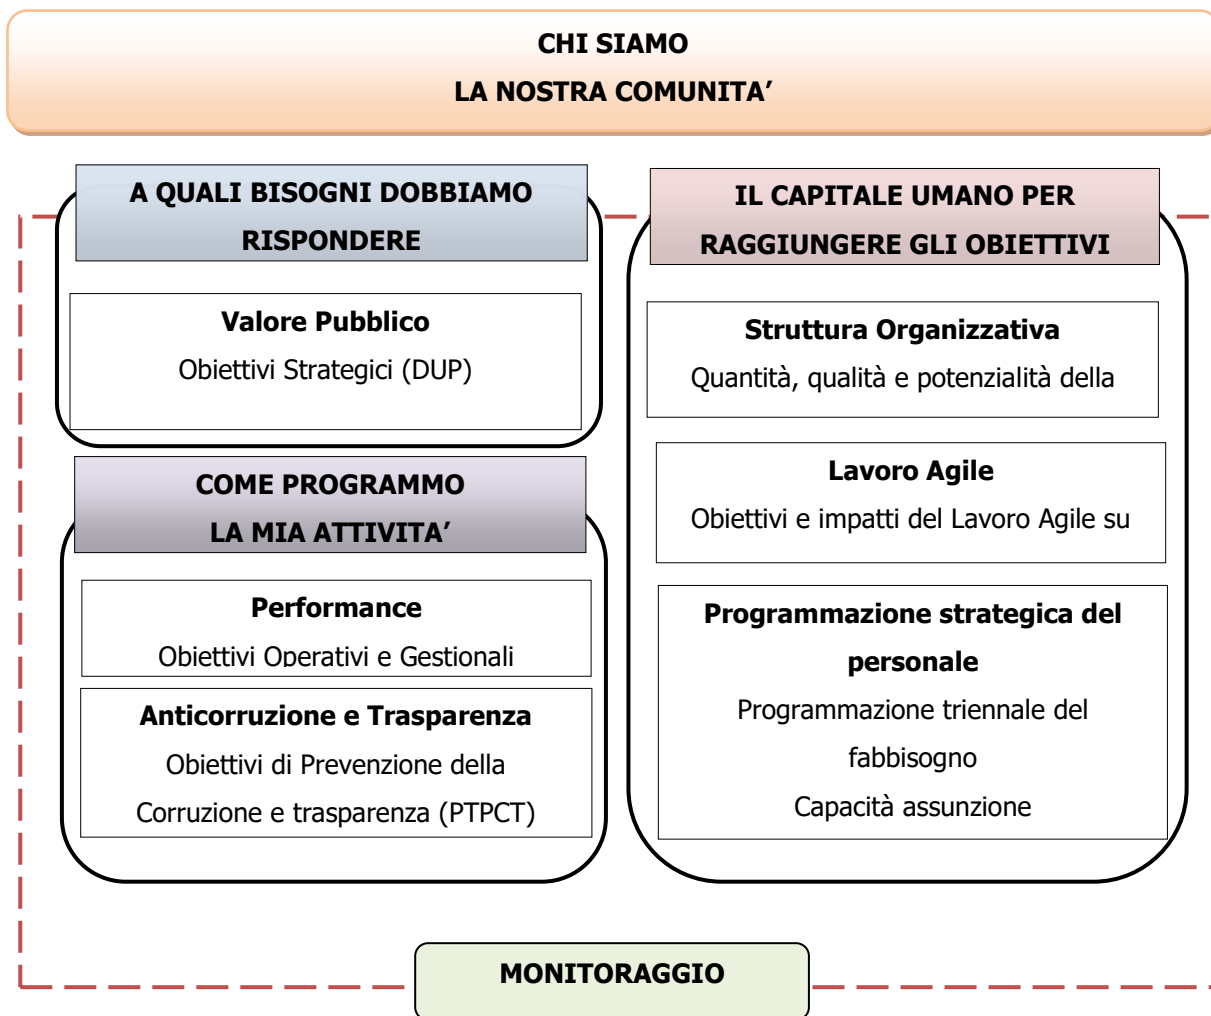 CHI SIAMO
LA NOSTRA COMUNITA’
A QUALI BISOGNI DOBBIAMO
RISPONDERE
Valore Pubblico
Obiettivi Strategici (DUP)
COME PROGRAMMO
LA MIA ATTIVITA’
Performance
Obiettivi Operativi e Gestionali
Anticorruzione e Trasparenza
Obiettivi di Prevenzione della
Corruzione e trasparenza (PTPCT)
IL CAPITALE UMANO PER
RAGGIUNGERE GLI OBIETTIVI
Struttura Organizzativa
Quantità, qualità e potenzialità della
Lavoro Agile
Obiettivi e impatti del Lavoro Agile su
Programmazione strategica del
personale
Programmazione triennale del
fabbisogno
Capacità assunzione
MONITORAGGIO